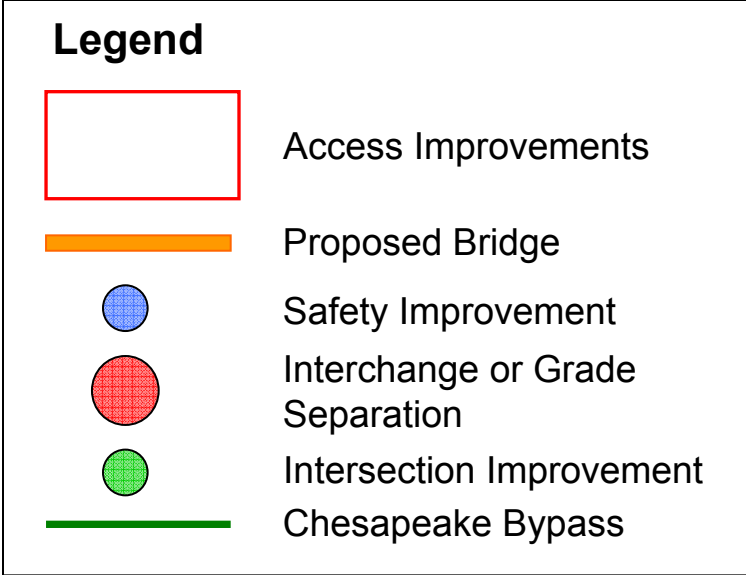 Legend
Access Improvements
Proposed Bridge
Safety Improvement
Interchange or Grade
Separation
Intersection Improvement
Chesapeake Bypass